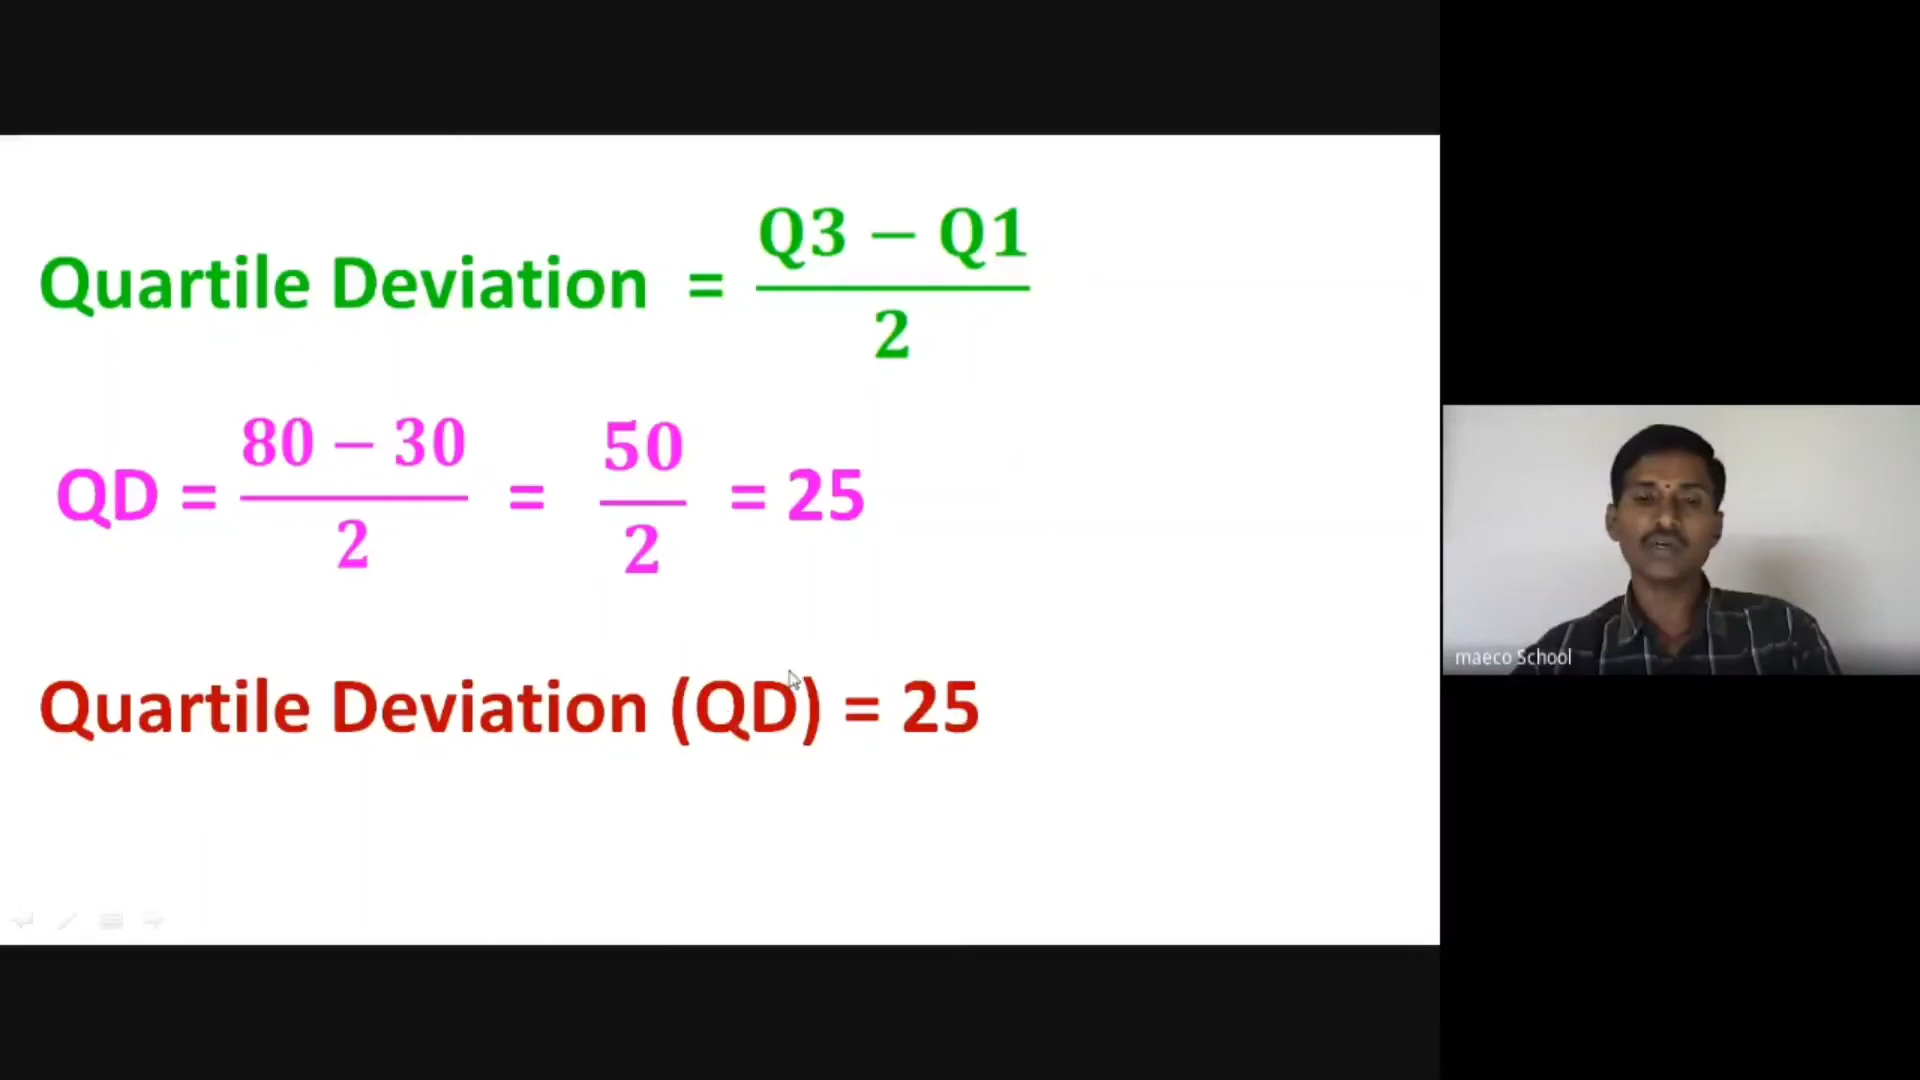 Quartile Deviation = Q3 − Q1 / 2
QD = 80 − 30 / 2 = 50 / 2 = 25
Quartile Deviation (QD) = 25
maeco School